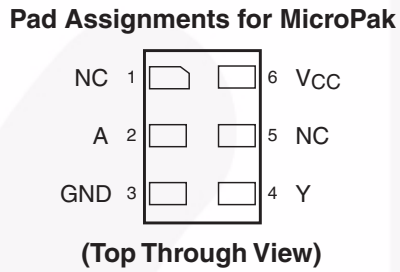 Pad Assignments for MicroPak
NC 1 6 VCC
A 2 5 NC
GND 3 4 Y
(Top Through View)